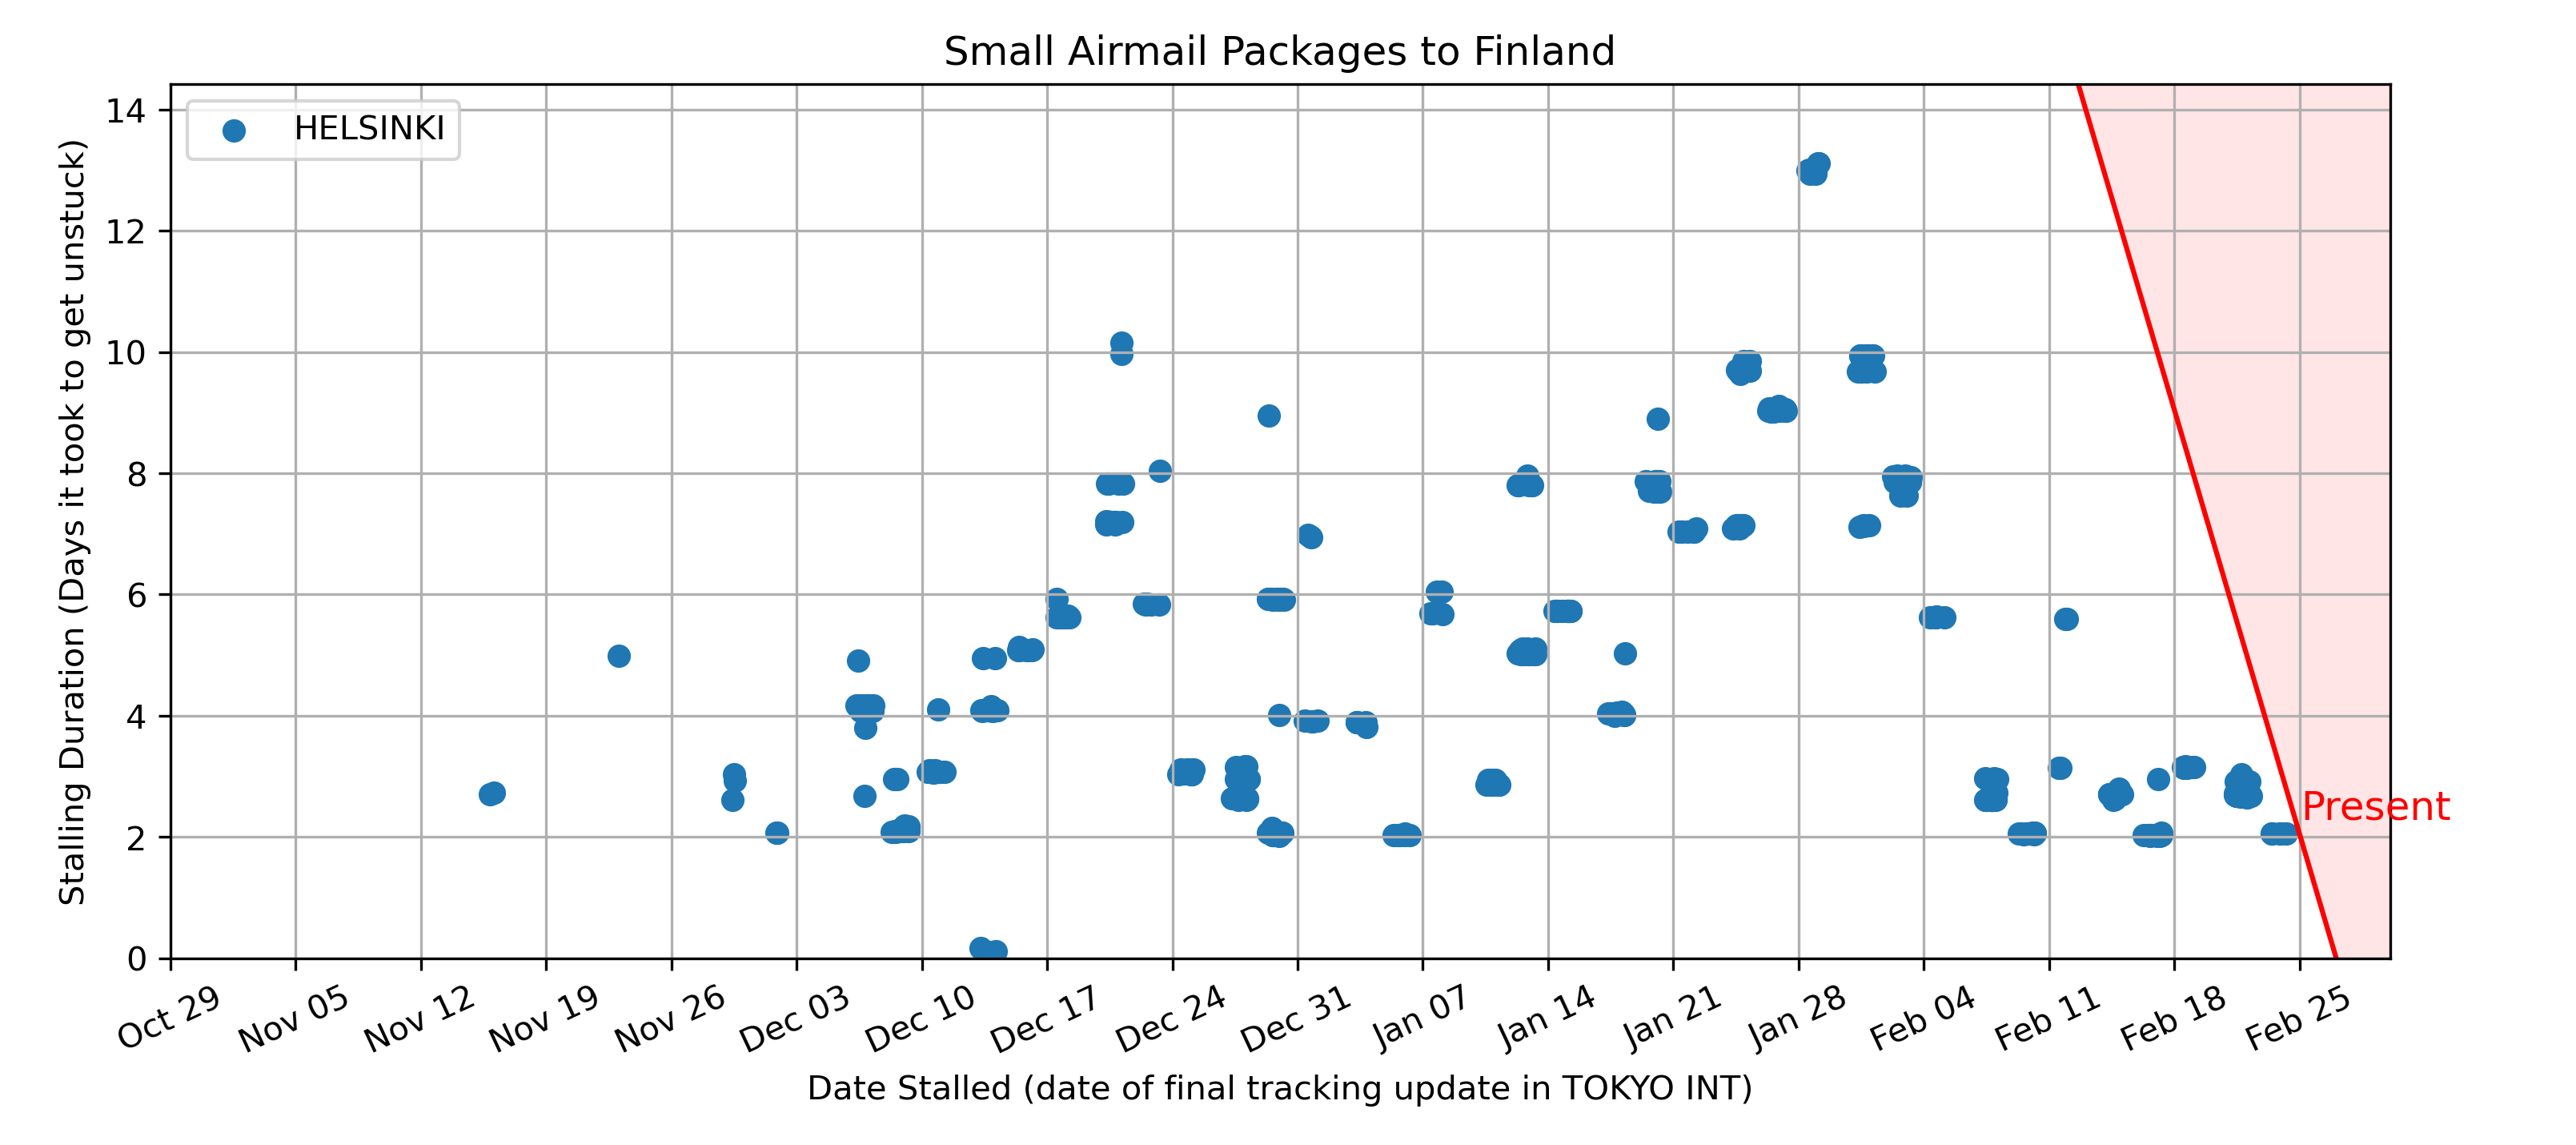 Small Airmail Packages to Finland
HELSINKI
Stalling Duration (Days it took to get unstuck)
14
12
10
8
6
4
2
0
Present
Oct 29
Nov 05
Nov 12
Nov 19
Nov 26
Dec 03
Dec 10
Dec 17
Dec 24
Dec 31
Jan 07
Jan 14
Jan 21
Jan 28
Feb 04
Feb 11
Feb 18
Feb 25
Date Stalled (date of final tracking update in TOKYO INT)